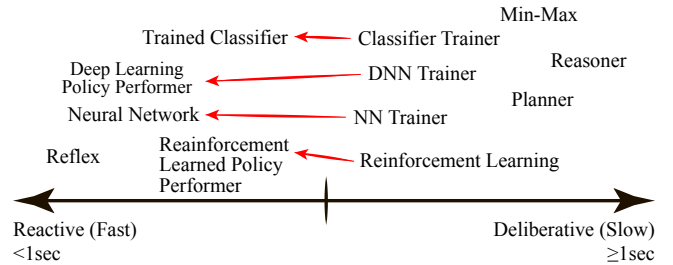 Min-Max
Trained Classifier
Classifier Trainer
Reasoner
Deep Learning
Policy Performer
DNN Trainer
Planner
Neural Network
NN Trainer
Reflex
Reainforcement
Learned Policy
Performer
Reinforcement Learning
Reactive (Fast)
<1sec
Deliberative (Slow)
≥1sec